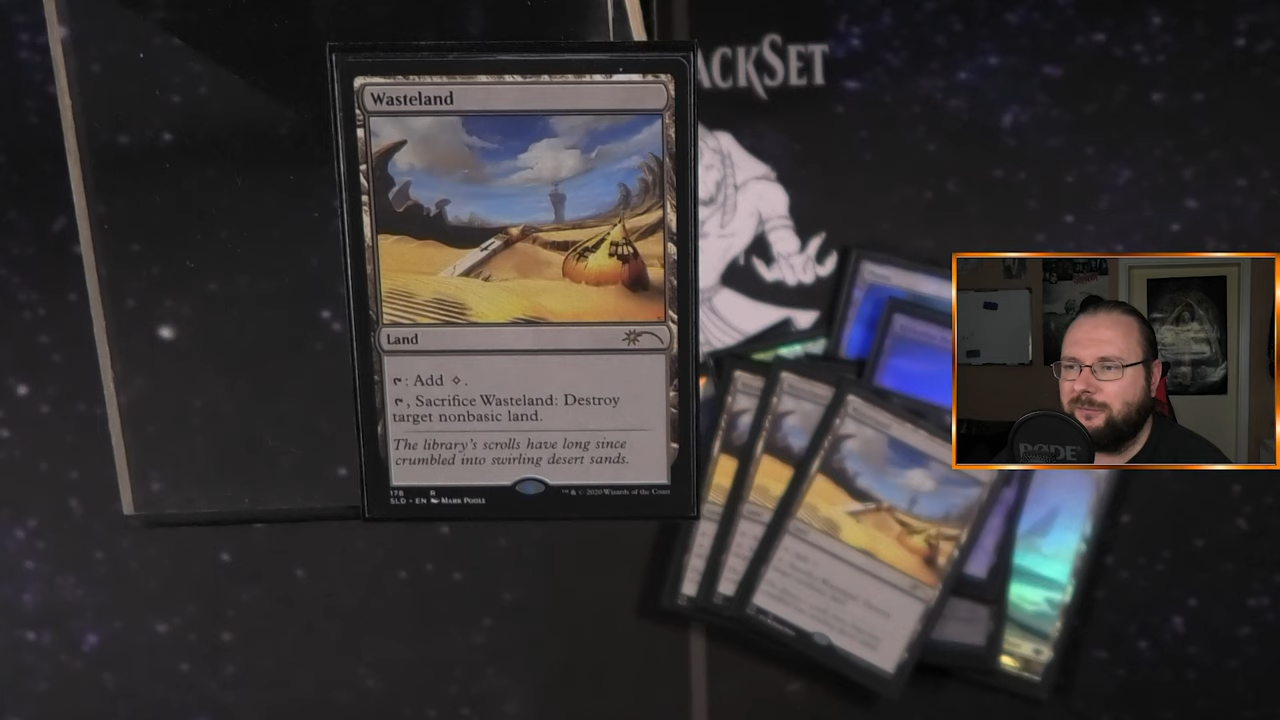 ACKSET
Wasteland
Land
: Add .
, Sacrifice Wasteland: Destroy
target nonbasic land.
The library's scrolls have long since
crumbled into swirling desert sands.
178 R
SLD • EN MARK POOLE
™ & © 2020 Wizards of the Coast
RØDE